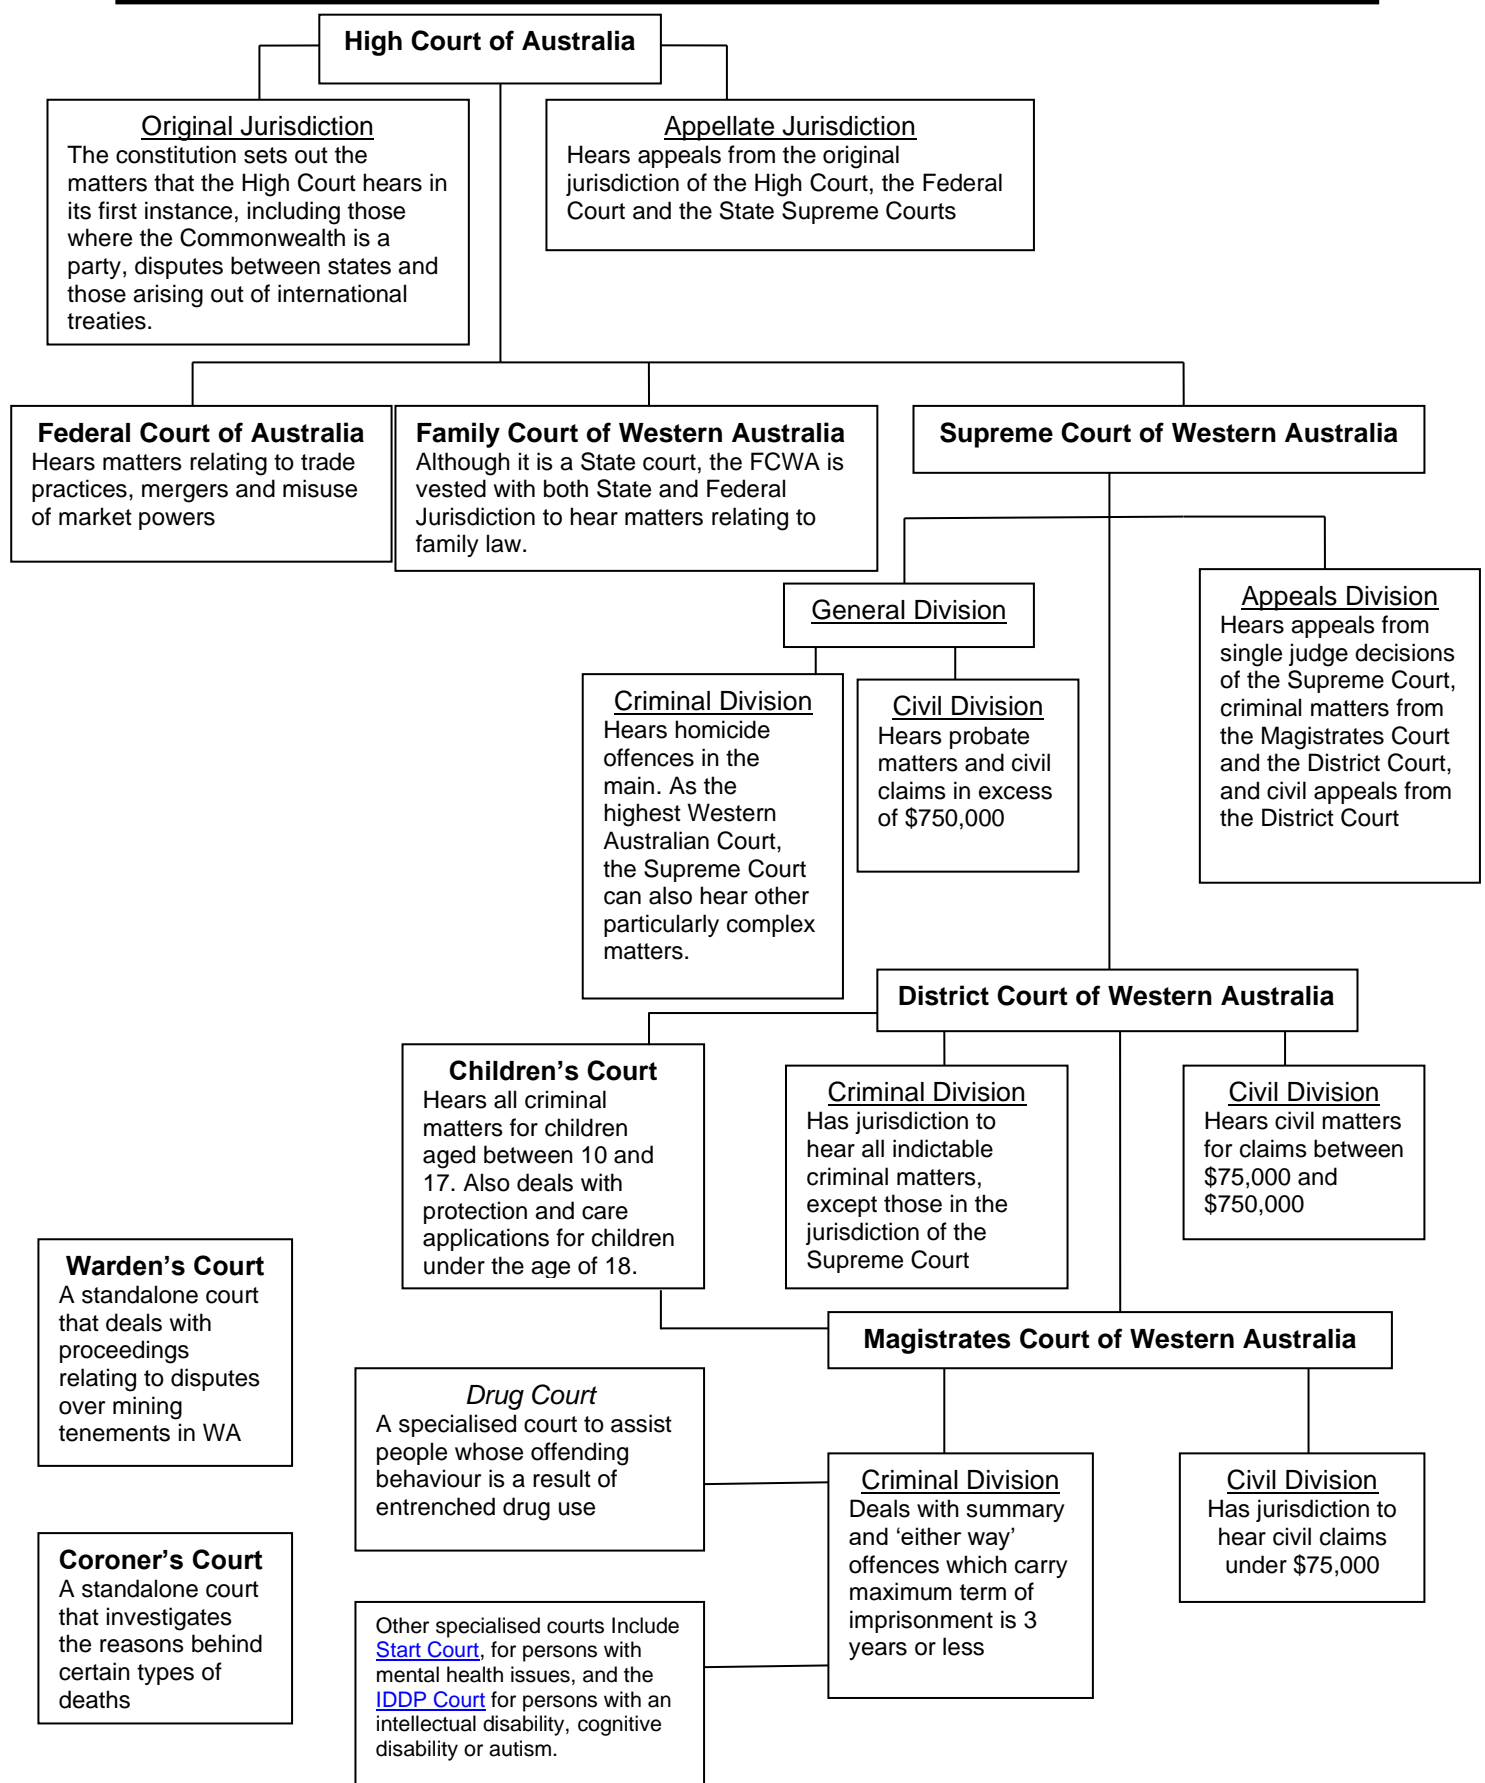 High Court of Australia
Original Jurisdiction
The constitution sets out the
matters that the High Court hears in
its first instance, including those
where the Commonwealth is a
party, disputes between states and
those arising out of international
treaties.
Appellate Jurisdiction
Hears appeals from the original
jurisdiction of the High Court, the Federal
Court and the State Supreme Courts
Federal Court of Australia
Hears matters relating to trade
practices, mergers and misuse
of market powers
Family Court of Western Australia
Although it is a State court, the FCWA is
vested with both State and Federal
Jurisdiction to hear matters relating to
family law.
Supreme Court of Western Australia
General Division
Appeals Division
Hears appeals from
single judge decisions
of the Supreme Court,
criminal matters from
the Magistrates Court
and the District Court,
and civil appeals from
the District Court
Criminal Division
Hears homicide
offences in the
main. As the
highest Western
Australian Court,
the Supreme Court
can also hear other
particularly complex
matters.
Civil Division
Hears probate
matters and civil
claims in excess
of $750,000
District Court of Western Australia
Children's Court
Hears all criminal
matters for children
aged between 10 and
17. Also deals with
protection and care
applications for children
under the age of 18.
Criminal Division
Has jurisdiction to
hear all indictable
criminal matters,
except those in the
jurisdiction of the
Supreme Court
Civil Division
Hears civil matters
for claims between
$75,000 and
$750,000
Warden's Court
A standalone court
that deals with
proceedings
relating to disputes
over mining
tenements in WA
Magistrates Court of Western Australia
Drug Court
A specialised court to assist
people whose offending
behaviour is a result of
entrenched drug use
Criminal Division
Deals with summary
and ‘either way’
offences which carry
maximum term of
imprisonment is 3
years or less
Civil Division
Has jurisdiction to
hear civil claims
under $75,000
Coroner's Court
A standalone court
that investigates
the reasons behind
certain types of
deaths
Other specialised courts Include
Start Court, for persons with
mental health issues, and the
IDDP Court for persons with an
intellectual disability, cognitive
disability or autism.